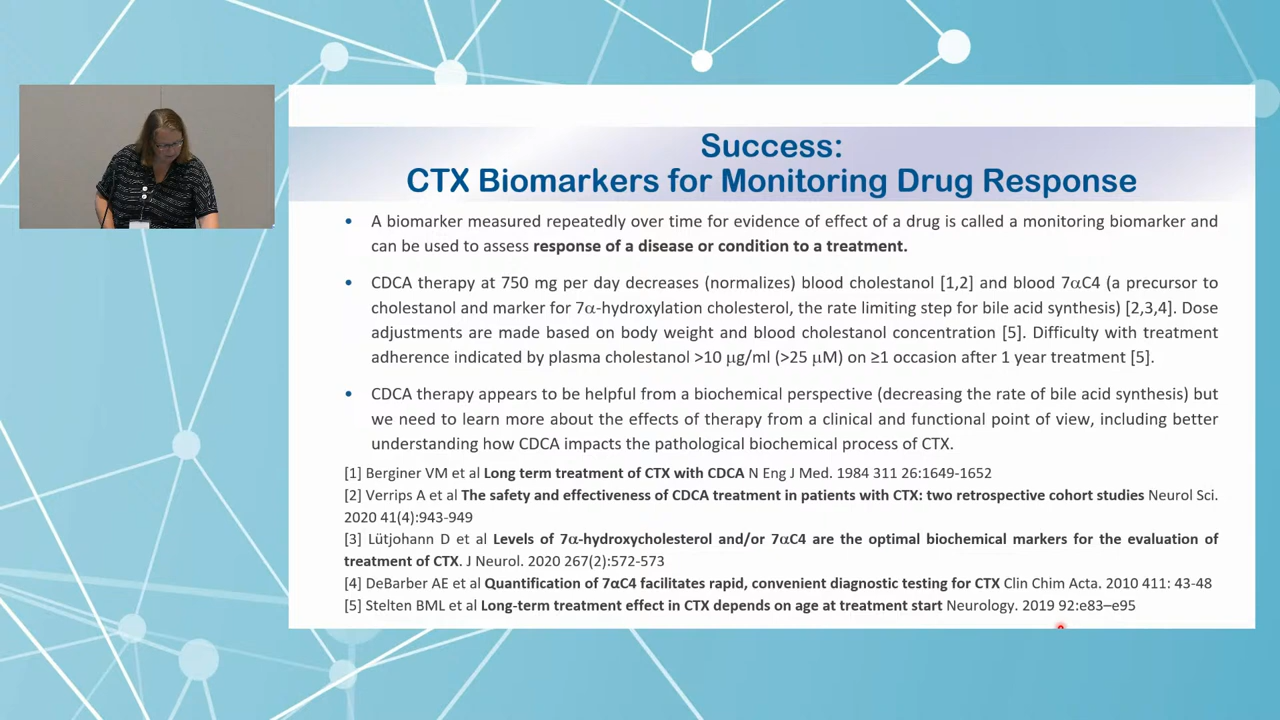 Success:
CTX Biomarkers for Monitoring Drug Response
• A biomarker measured repeatedly over time for evidence of effect of a drug is called a monitoring biomarker and
can be used to assess response of a disease or condition to a treatment.
• CDCA therapy at 750 mg per day decreases (normalizes) blood cholestanol [1,2] and blood 7αC4 (a precursor to
cholestanol and marker for 7α-hydroxylation cholesterol, the rate limiting step for bile acid synthesis) [2,3,4]. Dose
adjustments are made based on body weight and blood cholestanol concentration [5]. Difficulty with treatment
adherence indicated by plasma cholestanol >10 μg/ml (>25 μM) on ≥1 occasion after 1 year treatment [5].
• CDCA therapy appears to be helpful from a biochemical perspective (decreasing the rate of bile acid synthesis) but
we need to learn more about the effects of therapy from a clinical and functional point of view, including better
understanding how CDCA impacts the pathological biochemical process of CTX.
[1] Berginer VM et al Long term treatment of CTX with CDCA N Eng J Med. 1984 311 26:1649-1652
[2] Verrips A et al The safety and effectiveness of CDCA treatment in patients with CTX: two retrospective cohort studies Neurol Sci.
2020 41(4):943-949
[3] Lütjohann D et al Levels of 7α-hydroxycholesterol and/or 7αC4 are the optimal biochemical markers for the evaluation of
treatment of CTX. J Neurol. 2020 267(2):572-573
[4] DeBarber AE et al Quantification of 7αC4 facilitates rapid, convenient diagnostic testing for CTX Clin Chim Acta. 2010 411: 43-48
[5] Stelten BML et al Long-term treatment effect in CTX depends on age at treatment start Neurology. 2019 92:e83–e95